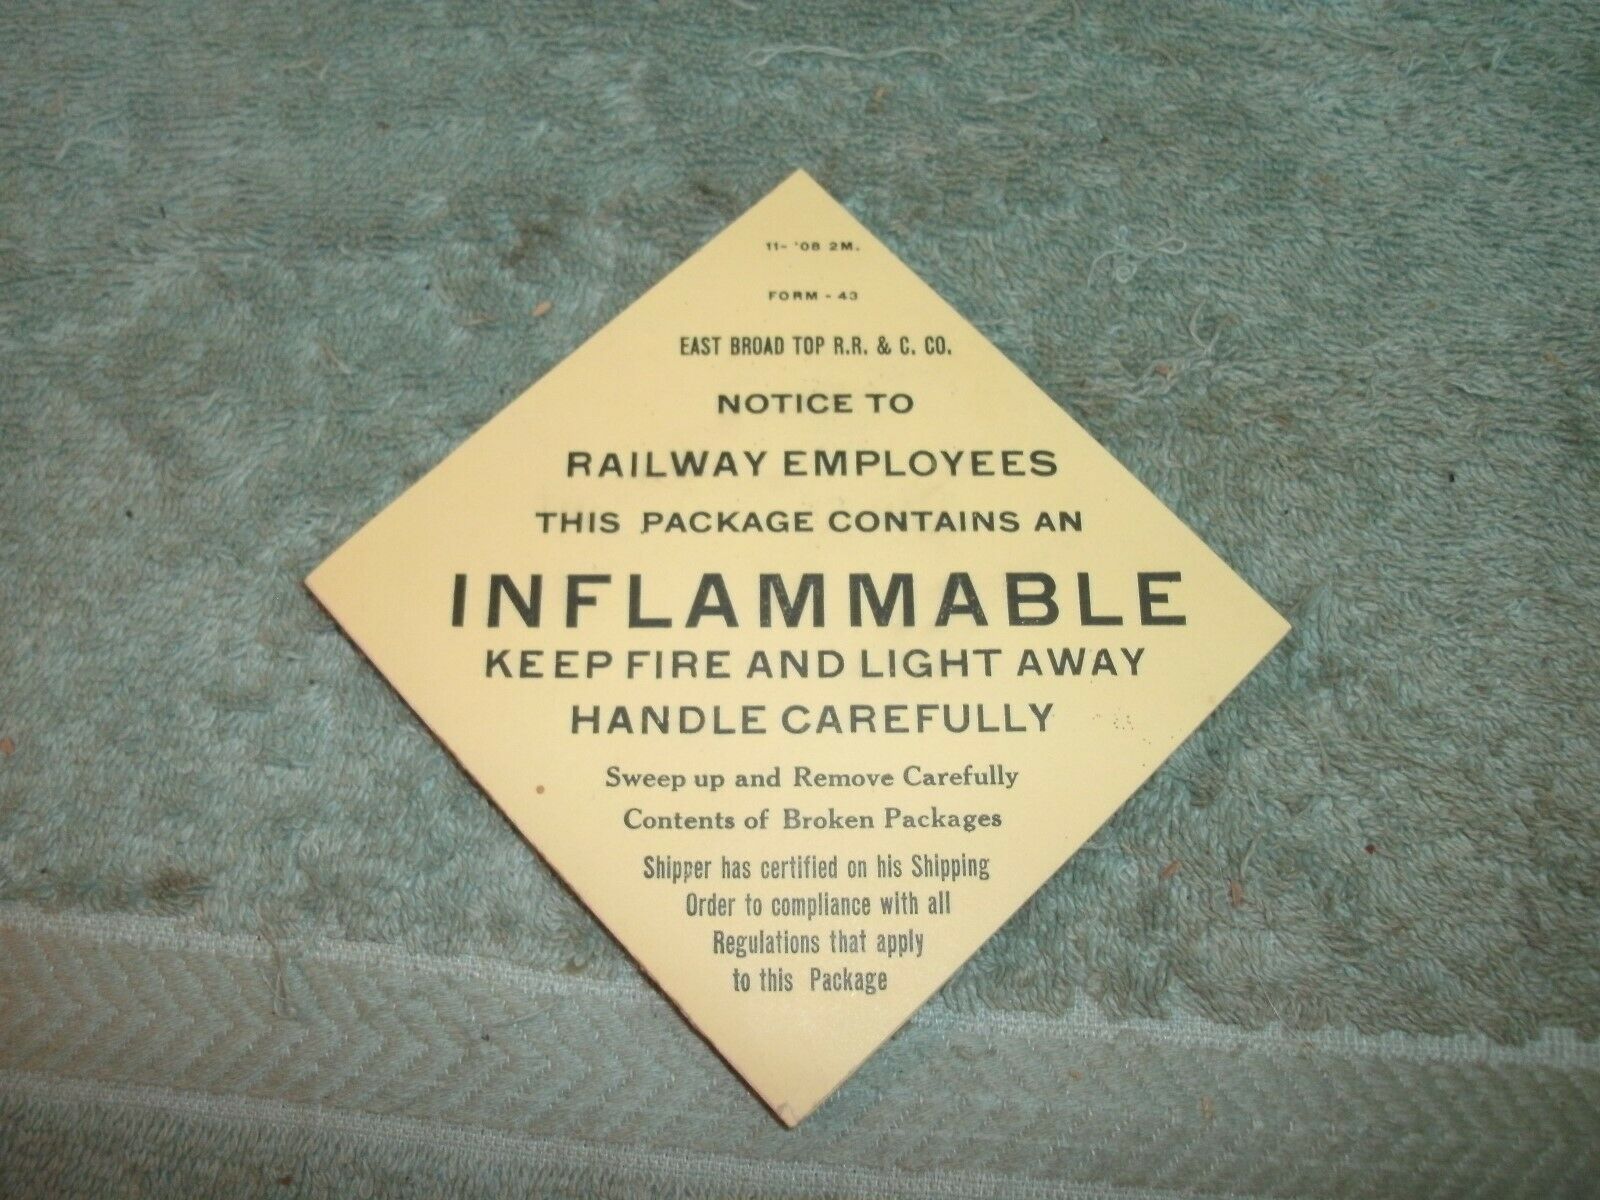 11- '08 2M.
FORM - 43
EAST BROAD TOP R.R. & C. CO.
NOTICE TO
RAILWAY EMPLOYEES
THIS PACKAGE CONTAINS AN
INFLAMMABLE
KEEP FIRE AND LIGHT AWAY
HANDLE CAREFULLY
Sweep up and Remove Carefully
Contents of Broken Packages
Shipper has certified on his Shipping
Order to compliance with all
Regulations that apply
to this Package